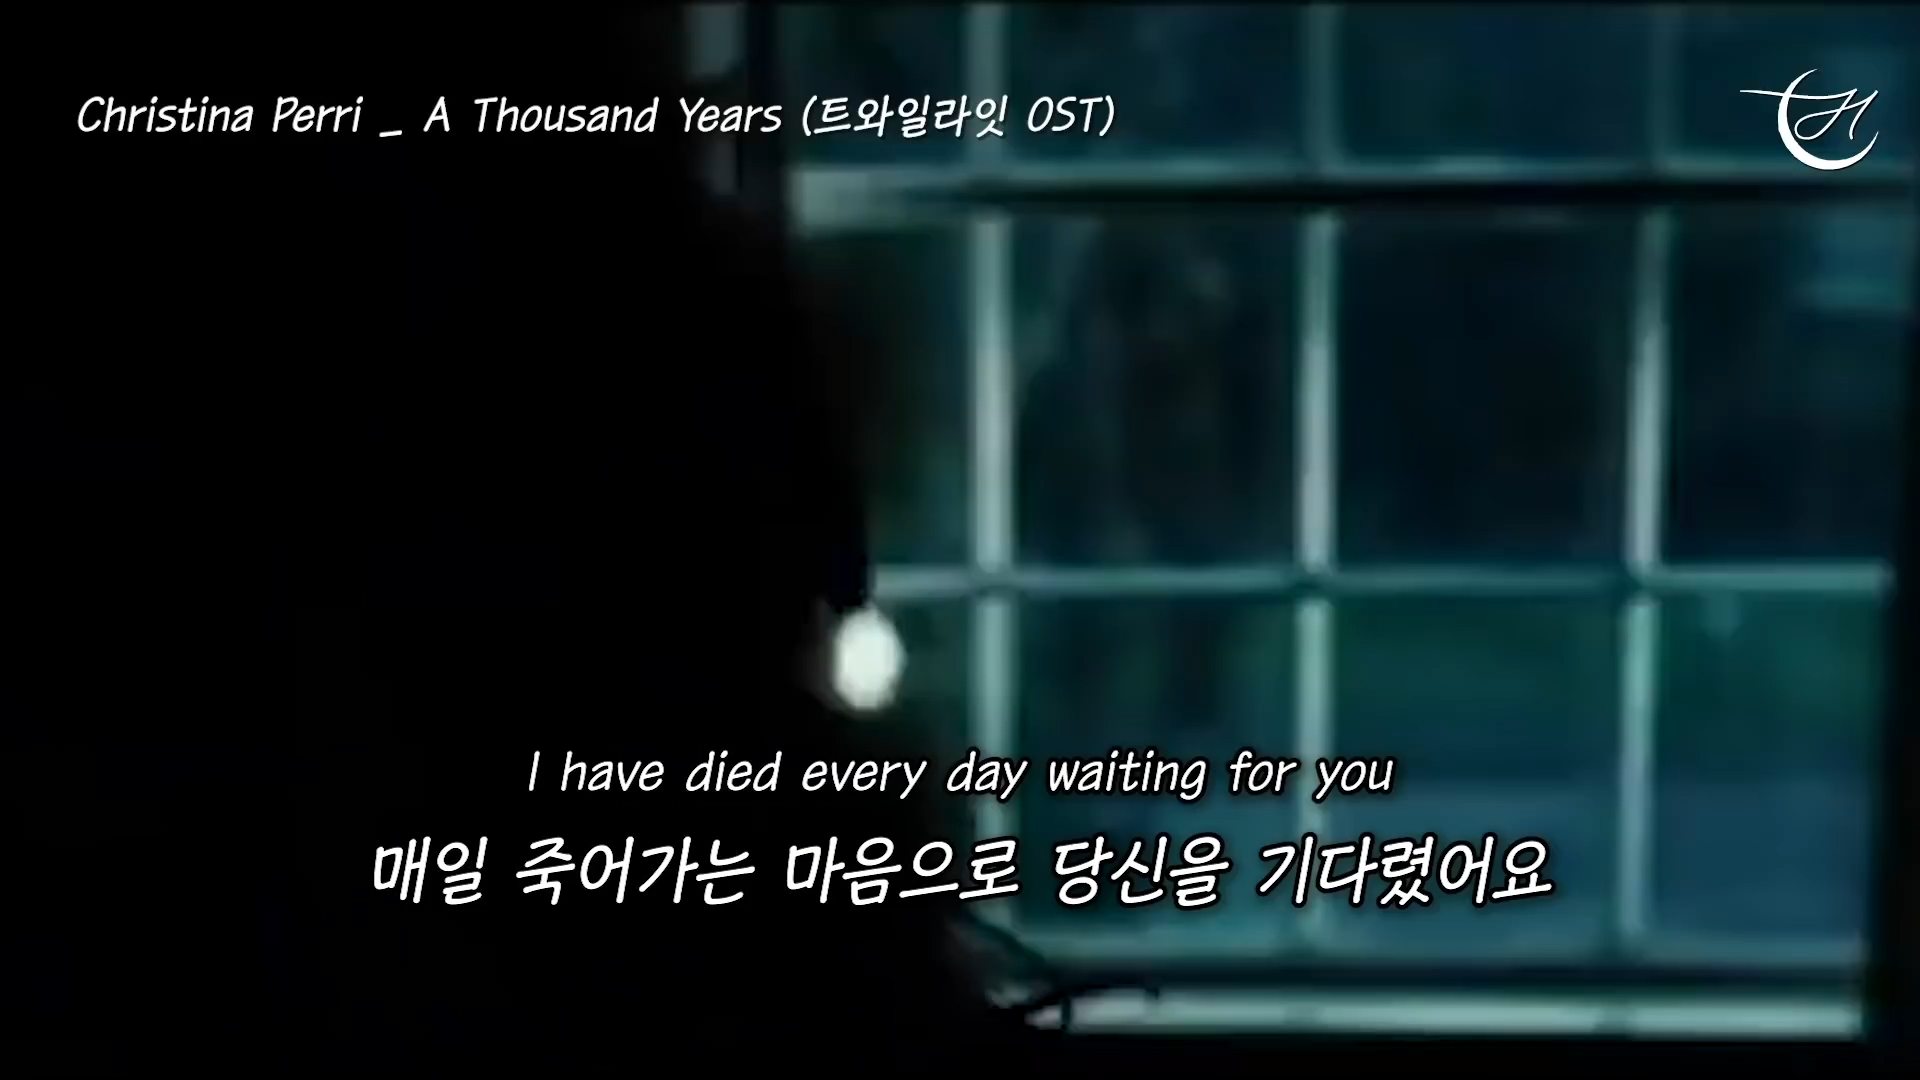 Christina Perri _ A Thousand Years (트와일라잇 OST)
I have died every day waiting for you
매일 죽어가는 마음으로 당신을 기다렸어요